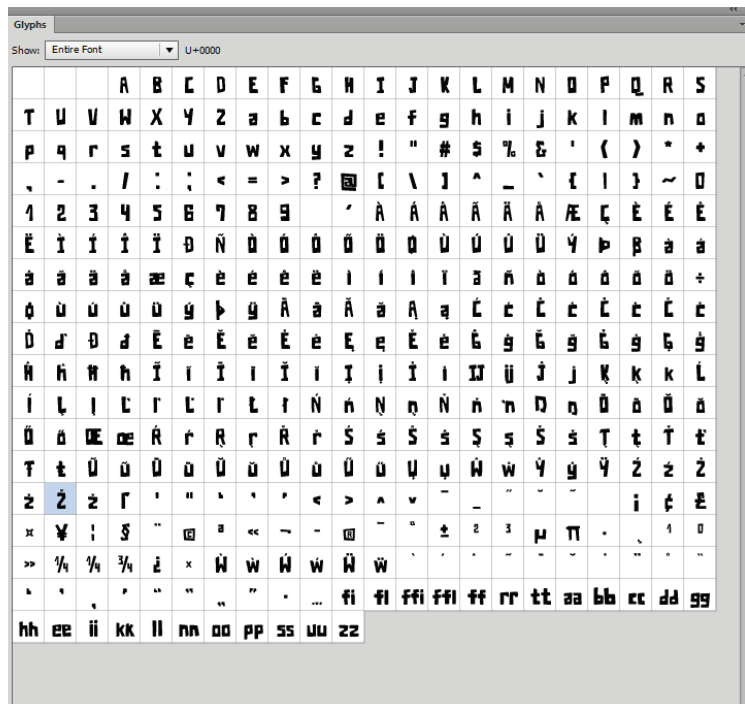 Glyphs
Show: Entire Font U+0000
A B C D E F G H I J K L M N O P Q R S
T U V W X Y Z a b c d e f g h i j k l m n o
p q r s t u v w x y z ! " # $ % & ' ( ) * +
, - . / : ; < = > ? @ [ \ ] ^ _ ` { | } ~
1 2 3 4 5 6 7 8 9 ´ À Á Â Ã Ä Å Æ Ç È É Ê
Ë Ì Í Î Ï Ð Ñ Ò Ó Ô Õ Ö Ø Ù Ú Û Ü Ý Þ ß à á
â ã ä å æ ç è é ê ë ì í î ï ð ñ ò ó ô õ ö ÷
ø ù ú û ü ý þ ÿ Ā ā Ă ă Ą ą Ć ć Ĉ ĉ Ċ ċ Č č
Ď ď Đ đ Ē ē Ĕ ĕ Ė ė Ę ę Ě ě Ĝ ĝ Ğ ğ Ġ ġ Ģ ģ
Ĥ ĥ Ħ ħ Ĩ ĩ Ī ī Ĭ ĭ Į į İ ı IJ ij Ĵ ĵ Ķ ķ ĸ Ĺ
ĺ Ļ ļ Ľ ľ Ŀ ŀ Ł ł Ń ń Ņ ņ Ň ň ŉ Ŋ ŋ Ō ō Ŏ ŏ
Ő ő Œ œ Ŕ ŕ Ŗ ŗ Ř ř Ś ś Ŝ ŝ Ş ş Š š Ţ ţ Ť ť
Ŧ ŧ Ũ ũ Ū ū Ŭ ŭ Ů ů Ű ű Ų ų Ŵ ŵ Ŷ ŷ Ÿ Ź ź Ż
ż Ž ž ¡ ¢ £
¤ ¥ ¦ § ¨ © ª « ¬ - ® ¯ ° ± ² ³ µ π · ¸ ¹ º
» ¼ ½ ¾ ¿ × Ẁ ẁ Ẃ ẃ Ẅ ẅ
… fi fl ffi ffl ff rr tt aa bb cc dd gg
hh ee ii kk ll nn oo pp ss uu zz